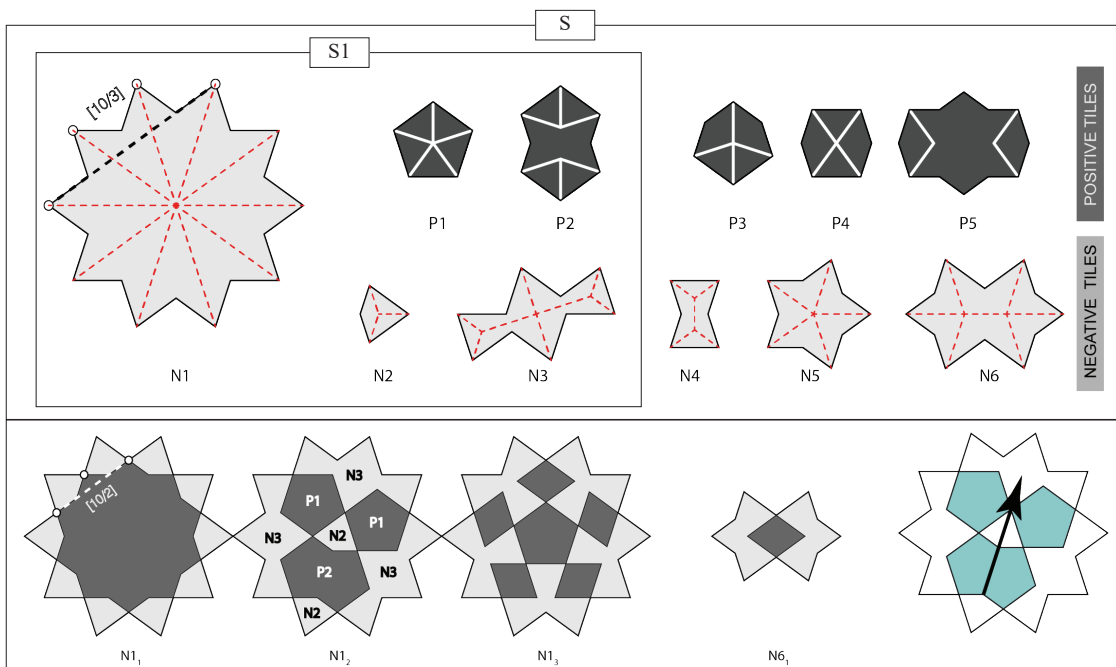 S
S1
[10/3]
P1
P2
P3
P4
P5
POSITIVE TILES
N1
N2
N3
N4
N5
N6
NEGATIVE TILES
[10/2]
N3
P1
P1
N2
N3
P2
N3
N2
N1₁
N1₂
N1₃
N6₁